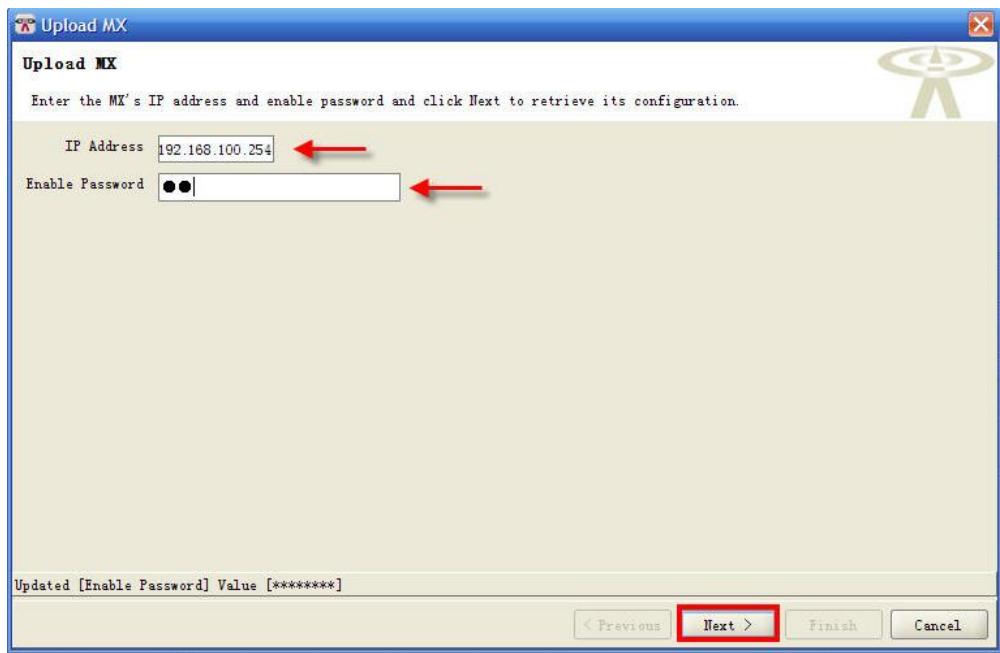 Upload MX
Upload MX
Enter the MX's IP address and enable password and click Next to retrieve its configuration.
IP Address 192.168.100.254
Enable Password ●●
Updated [Enable Password] Value [********]
< Previous Next > Finish Cancel